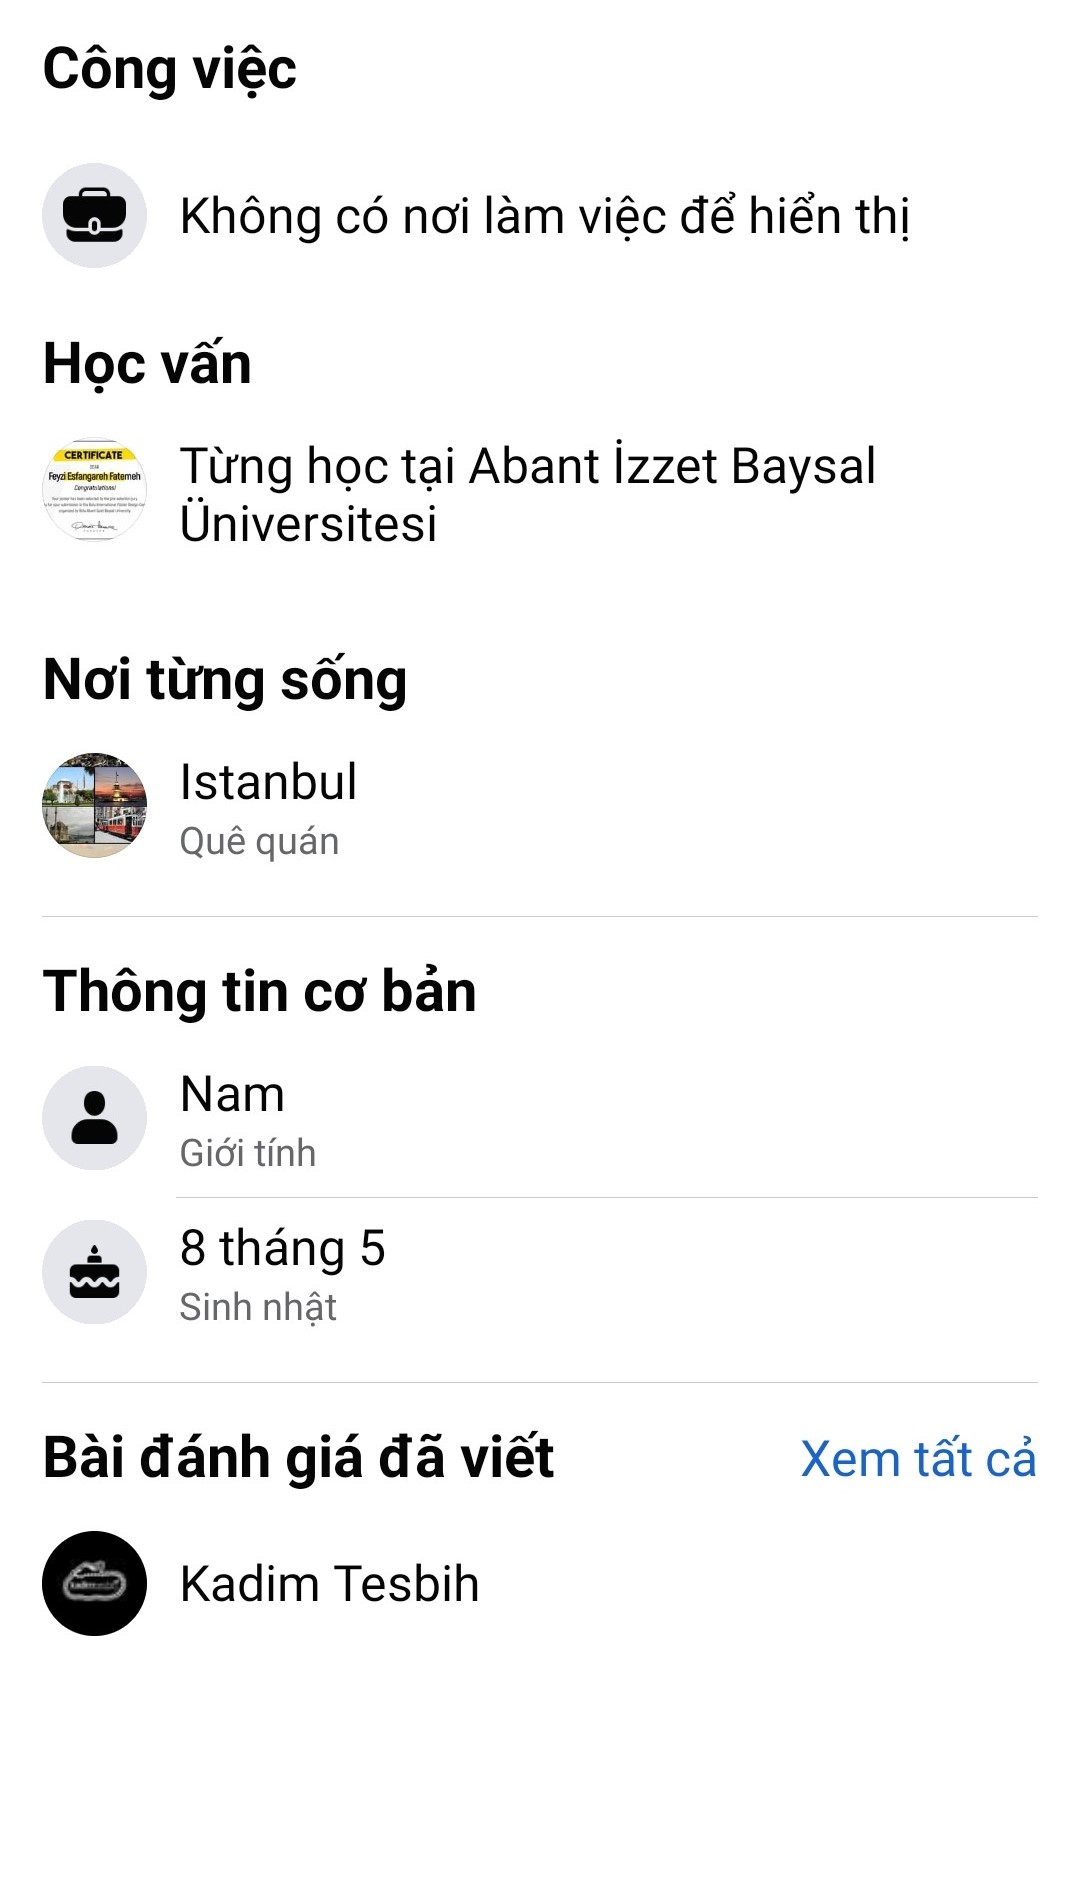 Công việc
Không có nơi làm việc để hiển thị
Học vấn
CERTIFICATE
Feyzi Esfangareh Fatemeh
Congratulations!
Từng học tại Abant İzzet Baysal
Üniversitesi
Nơi từng sống
Istanbul
Quê quán
Thông tin cơ bản
Nam
Giới tính
8 tháng 5
Sinh nhật
Bài đánh giá đã viết
Xem tất cả
Kadim Tesbih